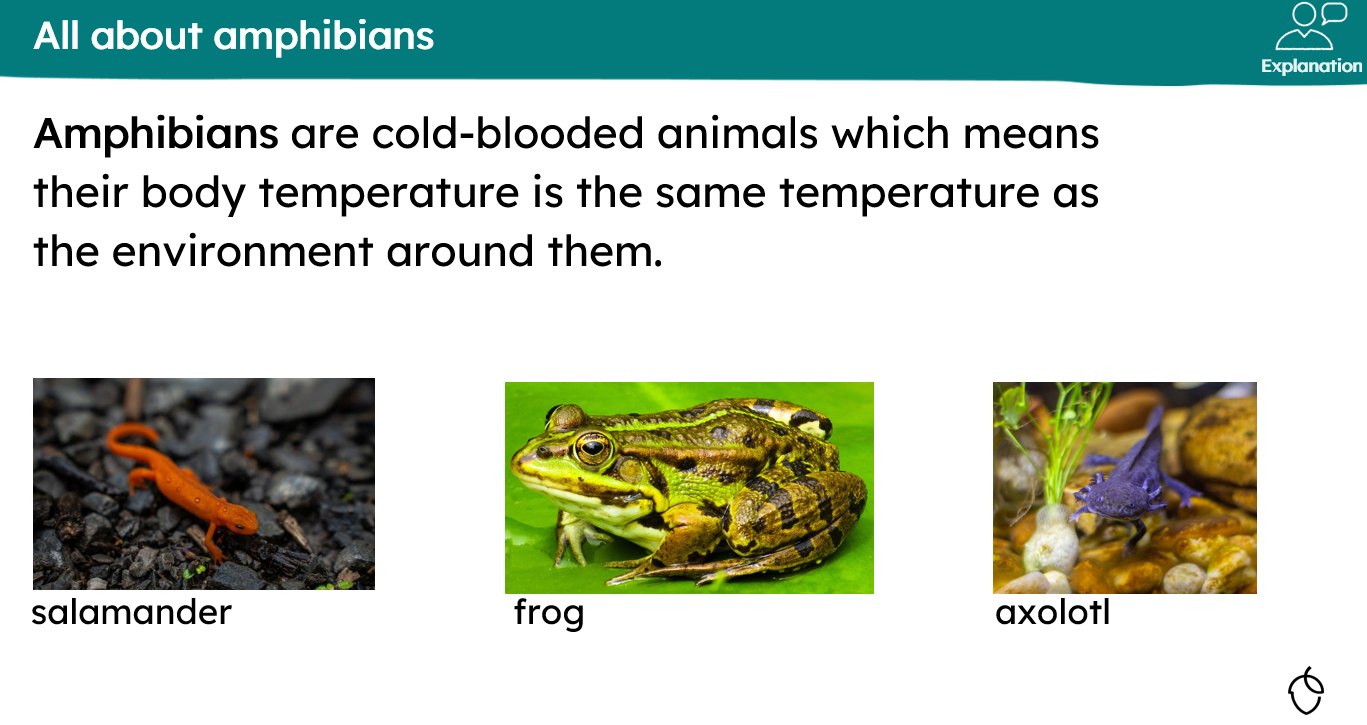 All about amphibians
Explanation
Amphibians are cold-blooded animals which means
their body temperature is the same temperature as
the environment around them.
salamander
frog
axolotl